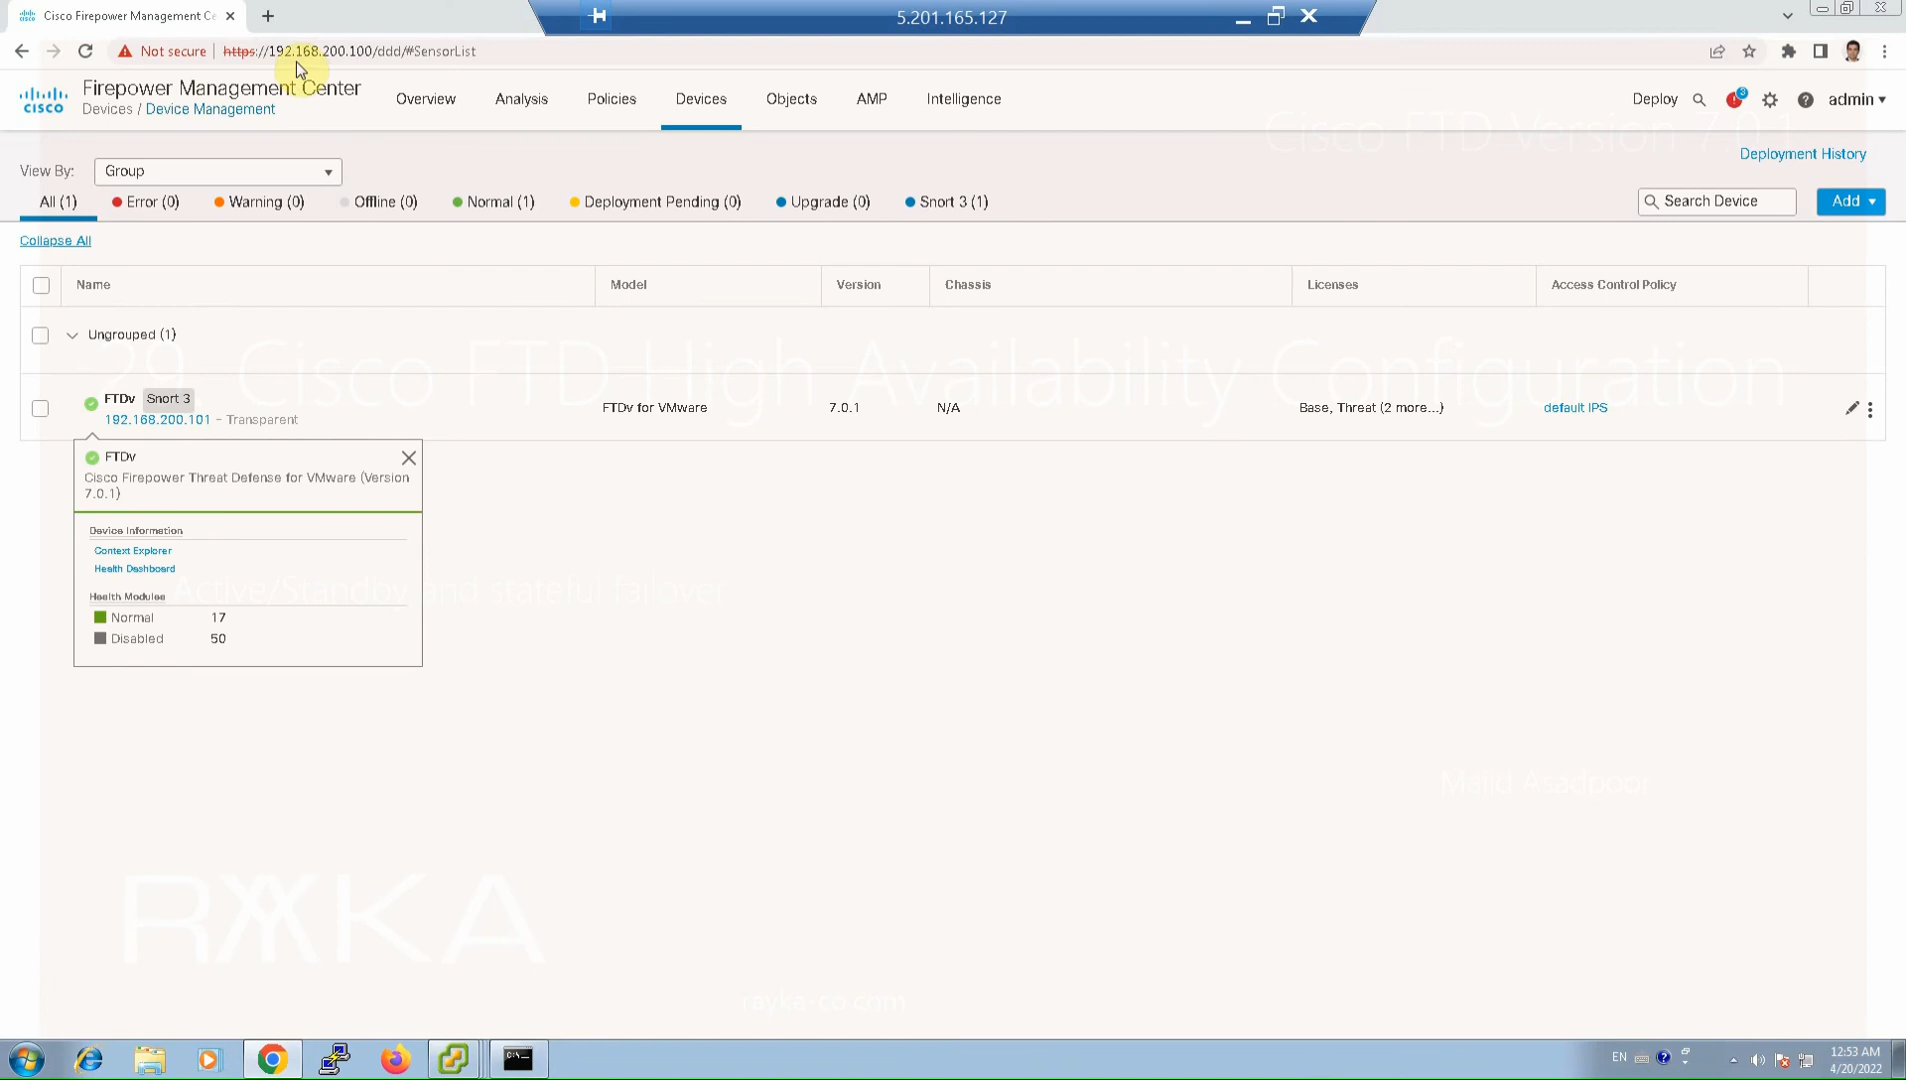 Cisco Firepower Management Ce
5.201.165.127
Not secure https://192.168.200.100/ddd/#SensorList
cisco
Firepower Management Center
Devices / Device Management
Overview Analysis Policies Devices Objects AMP Intelligence
Deploy 3 admin
Cisco FTD Version 7.0.1
Deployment History
View By: Group
All (1) Error (0) Warning (0) Offline (0) Normal (1) Deployment Pending (0) Upgrade (0) Snort 3 (1)
Search Device Add
Collapse All
Name Model Version Chassis Licenses Access Control Policy
Ungrouped (1)
29. Cisco FTD High Availability Configuration
FTDv Snort 3
192.168.200.101 - Transparent
FTDv for VMware 7.0.1 N/A Base, Threat (2 more...) default IPS
FTDv
Cisco Firepower Threat Defense for VMware (Version
7.0.1)
Device Information
Context Explorer
Health Dashboard
Active/Standby and stateful failover
Health Modules
Normal 17
Disabled 50
Majid Asadpoor
RAYKA
rayka-co.com
C:\.
EN
12:53 AM
4/20/2022